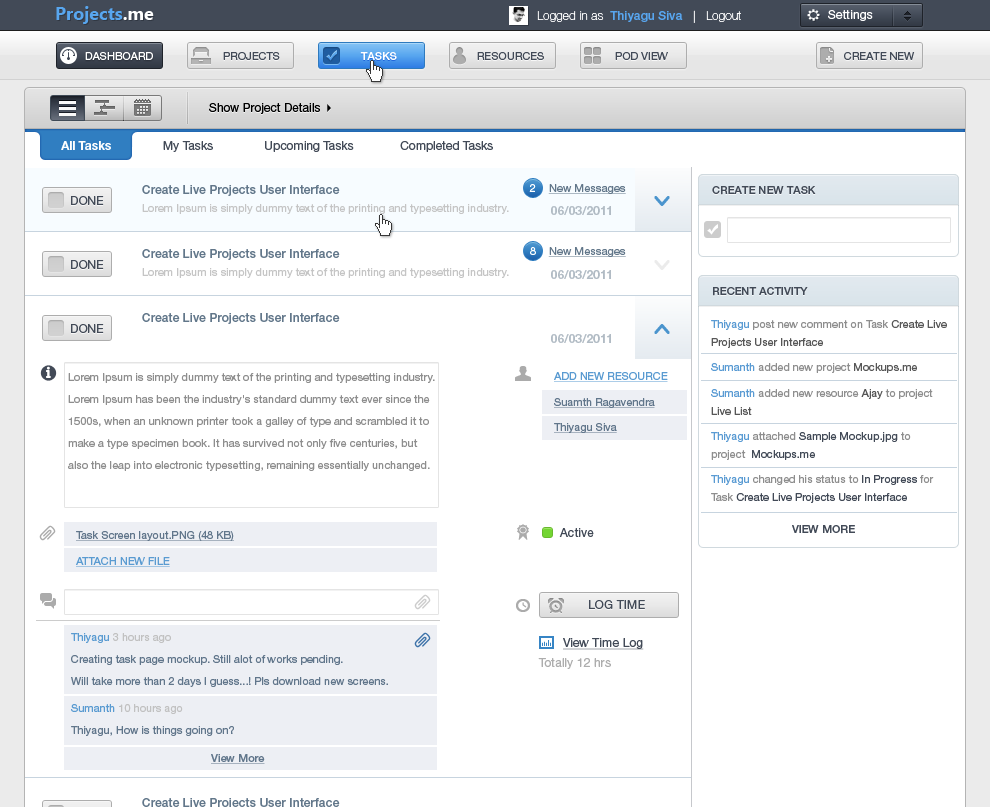 Projects.me
Logged in as Thiyagu Siva | Logout
Settings
DASHBOARD
PROJECTS
TASKS
RESOURCES
POD VIEW
CREATE NEW
Show Project Details
All Tasks
My Tasks
Upcoming Tasks
Completed Tasks
DONE
Create Live Projects User Interface
Lorem Ipsum is simply dummy text of the printing and typesetting industry.
2 New Messages
06/03/2011
DONE
Create Live Projects User Interface
Lorem Ipsum is simply dummy text of the printing and typesetting industry.
8 New Messages
06/03/2011
DONE
Create Live Projects User Interface
06/03/2011
Lorem Ipsum is simply dummy text of the printing and typesetting industry.
Lorem Ipsum has been the industry's standard dummy text ever since the
1500s, when an unknown printer took a galley of type and scrambled it to
make a type specimen book. It has survived not only five centuries, but
also the leap into electronic typesetting, remaining essentially unchanged.
ADD NEW RESOURCE
Suamth Ragavendra
Thiyagu Siva
Task Screen layout.PNG (48 KB)
ATTACH NEW FILE
Active
LOG TIME
View Time Log
Totally 12 hrs
Thiyagu 3 hours ago
Creating task page mockup. Still alot of works pending.
Will take more than 2 days I guess...! Pls download new screens.
Sumanth 10 hours ago
Thiyagu, How is things going on?
View More
Create Live Projects User Interface
CREATE NEW TASK
RECENT ACTIVITY
Thiyagu post new comment on Task Create Live
Projects User Interface
Sumanth added new project Mockups.me
Sumanth added new resource Ajay to project
Live List
Thiyagu attached Sample Mockup.jpg to
project Mockups.me
Thiyagu changed his status to In Progress for
Task Create Live Projects User Interface
VIEW MORE